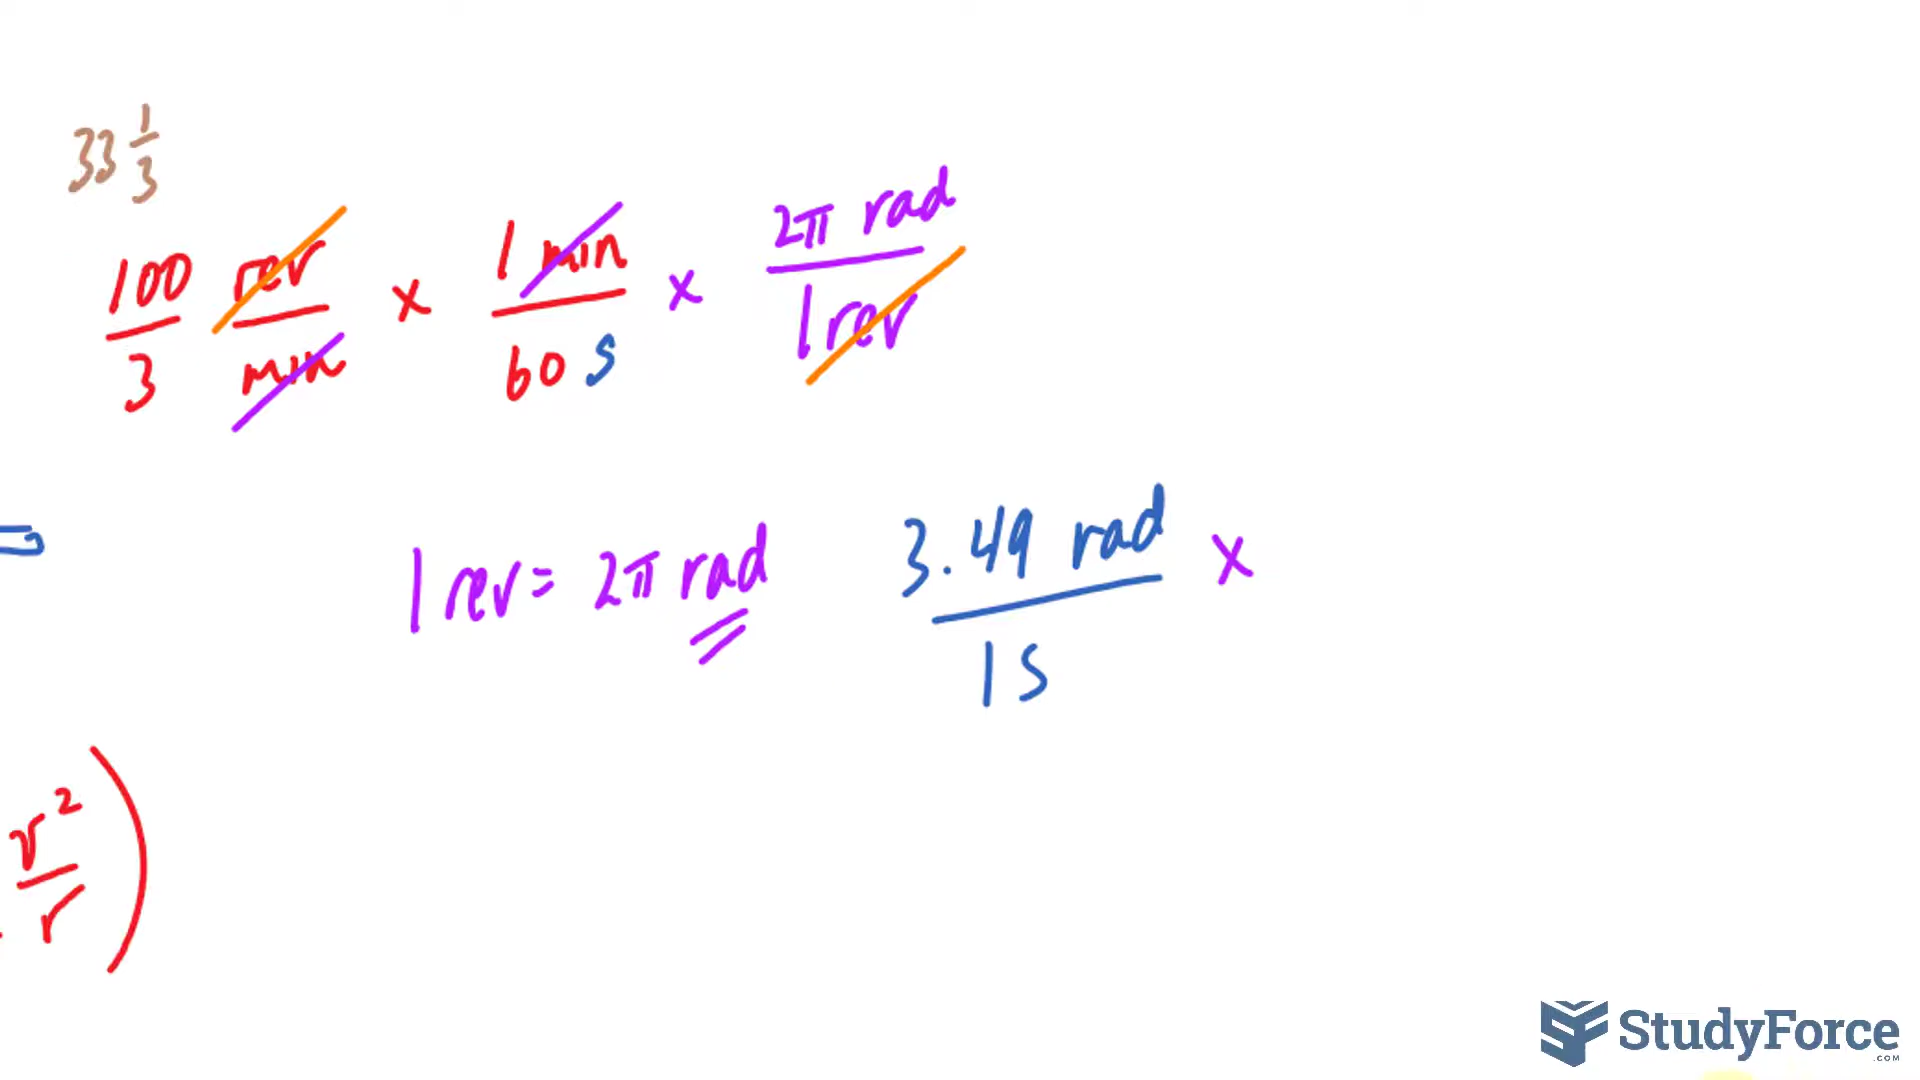 33 1/3
100/3 rev/min x 1 min/60 s x 2π rad/1 rev
1 rev = 2π rad
3.49 rad/1 s x
v²/r )
StudyForce
.COM